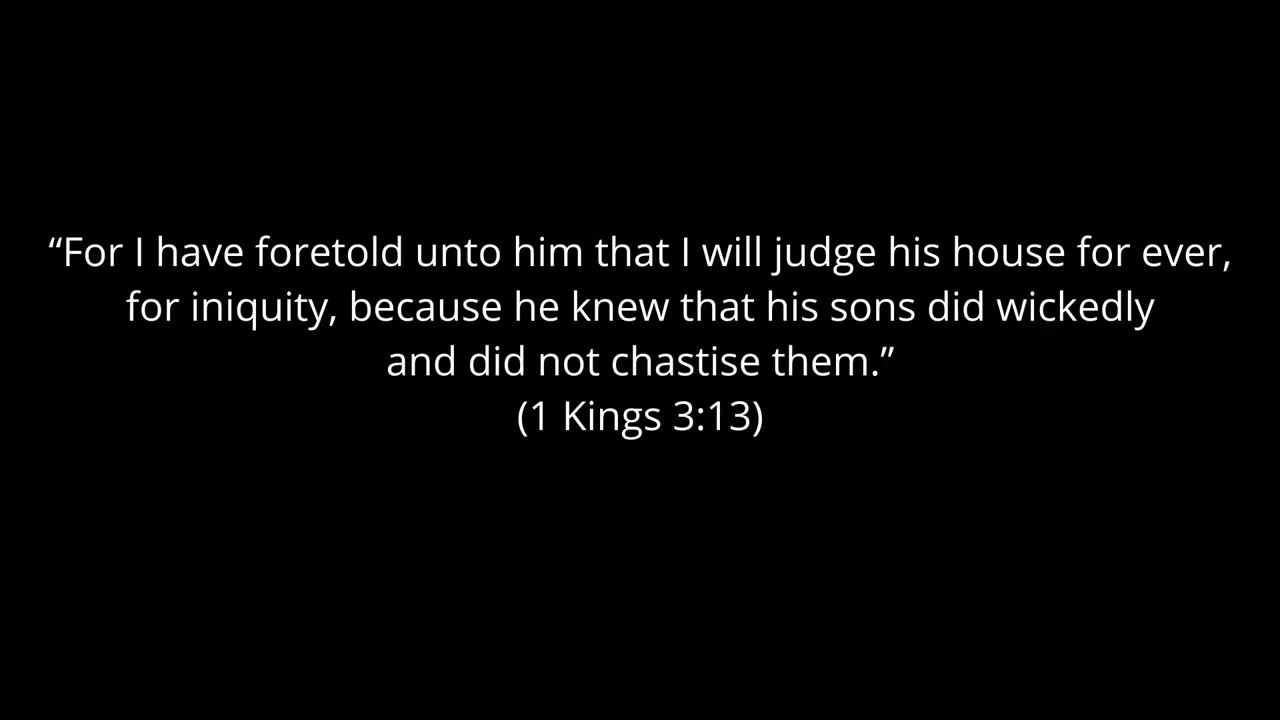 “For I have foretold unto him that I will judge his house for ever,
for iniquity, because he knew that his sons did wickedly
and did not chastise them.”
(1 Kings 3:13)